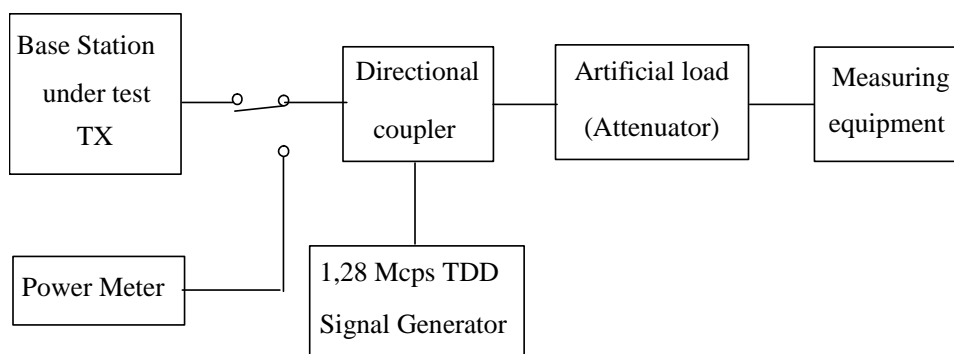 Base Station
under test
TX
Directional
coupler
Artificial load
(Attenuator)
Measuring
equipment
Power Meter
1,28 Mcps TDD
Signal Generator